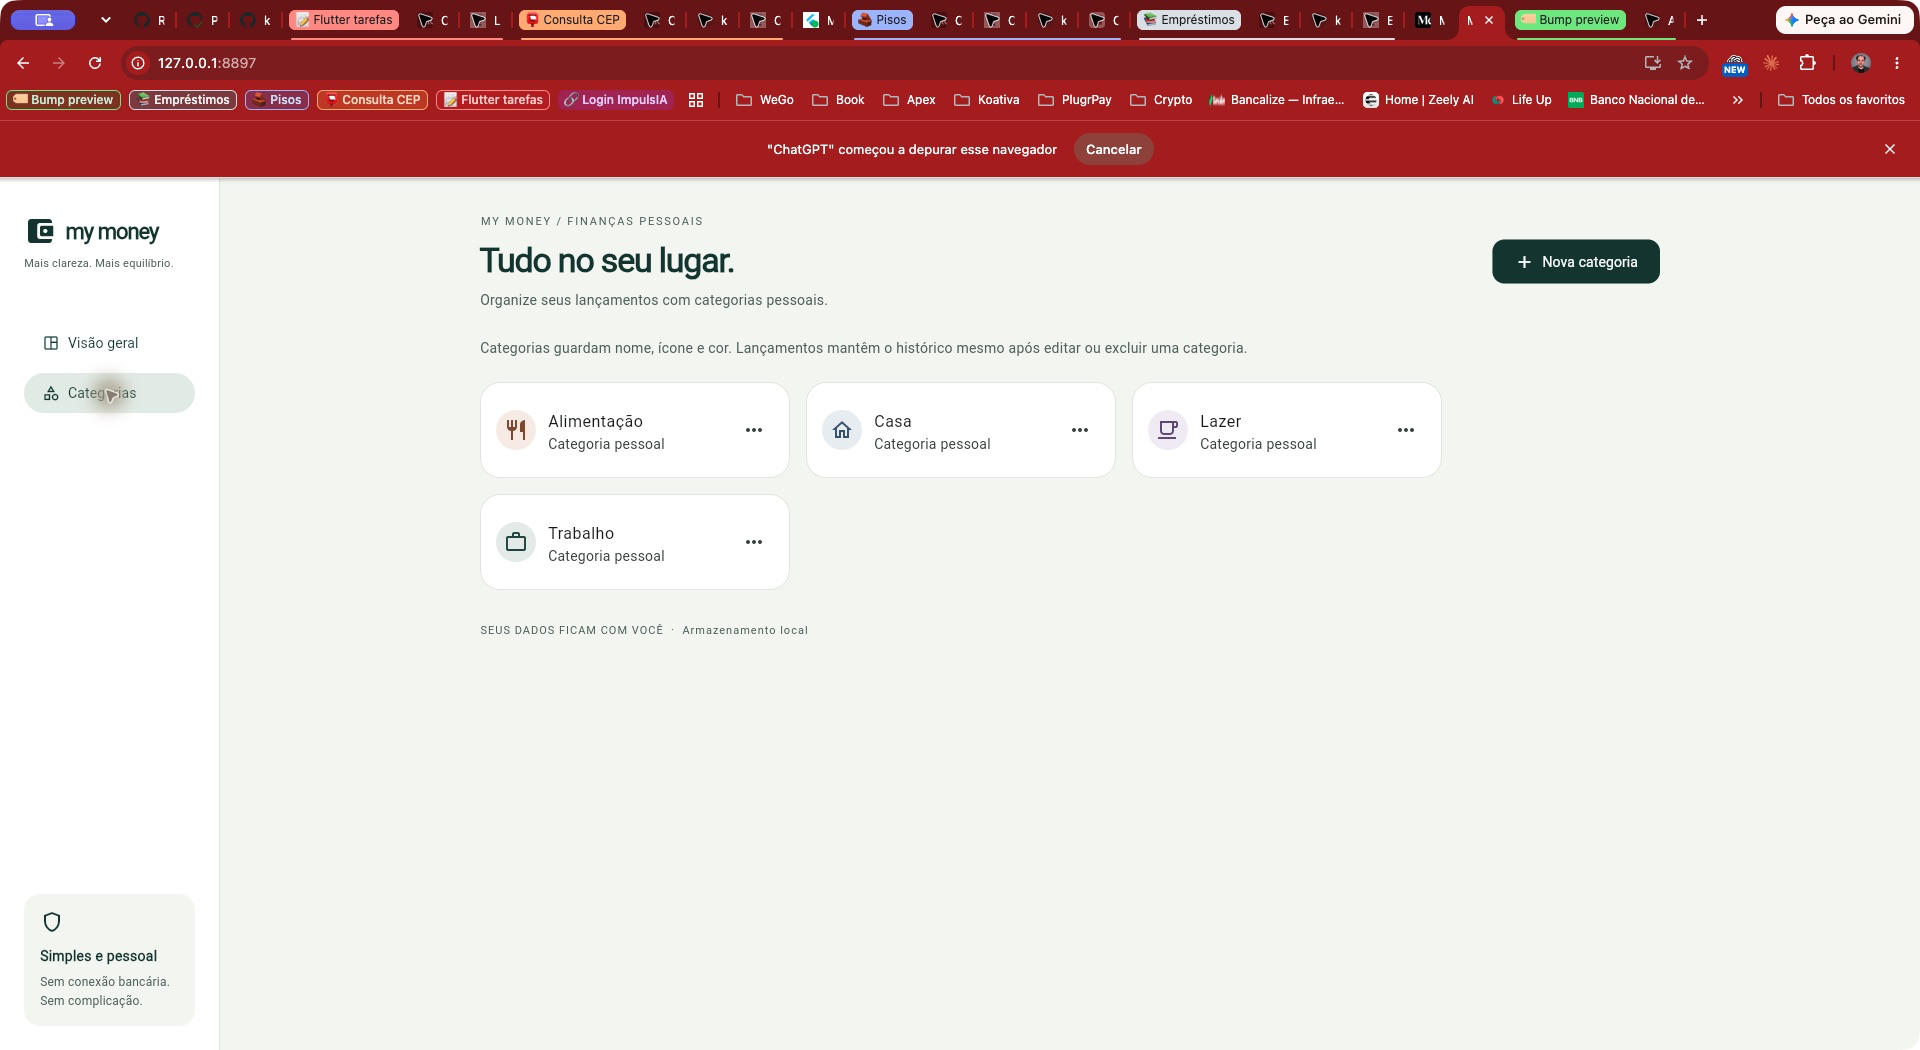 R
P
k
Flutter tarefas
C
L
Consulta CEP
C
k
C
M
Pisos
C
C
k
C
Empréstimos
E
k
E
M
M
Bump preview
A
Peça ao Gemini
127.0.0.1:8897
NEW
Bump preview
Empréstimos
Pisos
Consulta CEP
Flutter tarefas
Login ImpulsIA
WeGo
Book
Apex
Koativa
PlugrPay
Crypto
Bancalize — Infrae...
Home | Zeely AI
Life Up
BNB
Banco Nacional de...
Todos os favoritos
"ChatGPT" começou a depurar esse navegador
Cancelar
my money
Mais clareza. Mais equilíbrio.
Visão geral
Categorias
Simples e pessoal
Sem conexão bancária.
Sem complicação.
MY MONEY / FINANÇAS PESSOAIS
Tudo no seu lugar.
Organize seus lançamentos com categorias pessoais.
Nova categoria
Categorias guardam nome, ícone e cor. Lançamentos mantêm o histórico mesmo após editar ou excluir uma categoria.
Alimentação
Categoria pessoal
Casa
Categoria pessoal
Lazer
Categoria pessoal
Trabalho
Categoria pessoal
SEUS DADOS FICAM COM VOCÊ · Armazenamento local